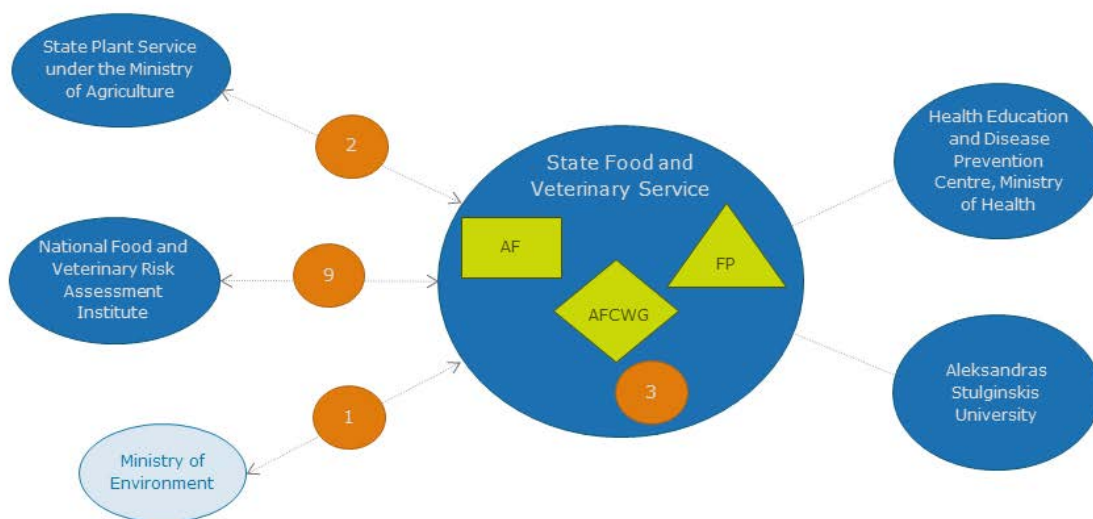 State Plant Service
under the Ministry
of Agriculture
2
National Food and
Veterinary Risk
Assessment
Institute
9
Ministry of
Environment
1
State Food and
Veterinary Service
AF
FP
AFCWG
3
Health Education
and Disease
Prevention
Centre, Ministry
of Health
Aleksandras
Stulginskis
University